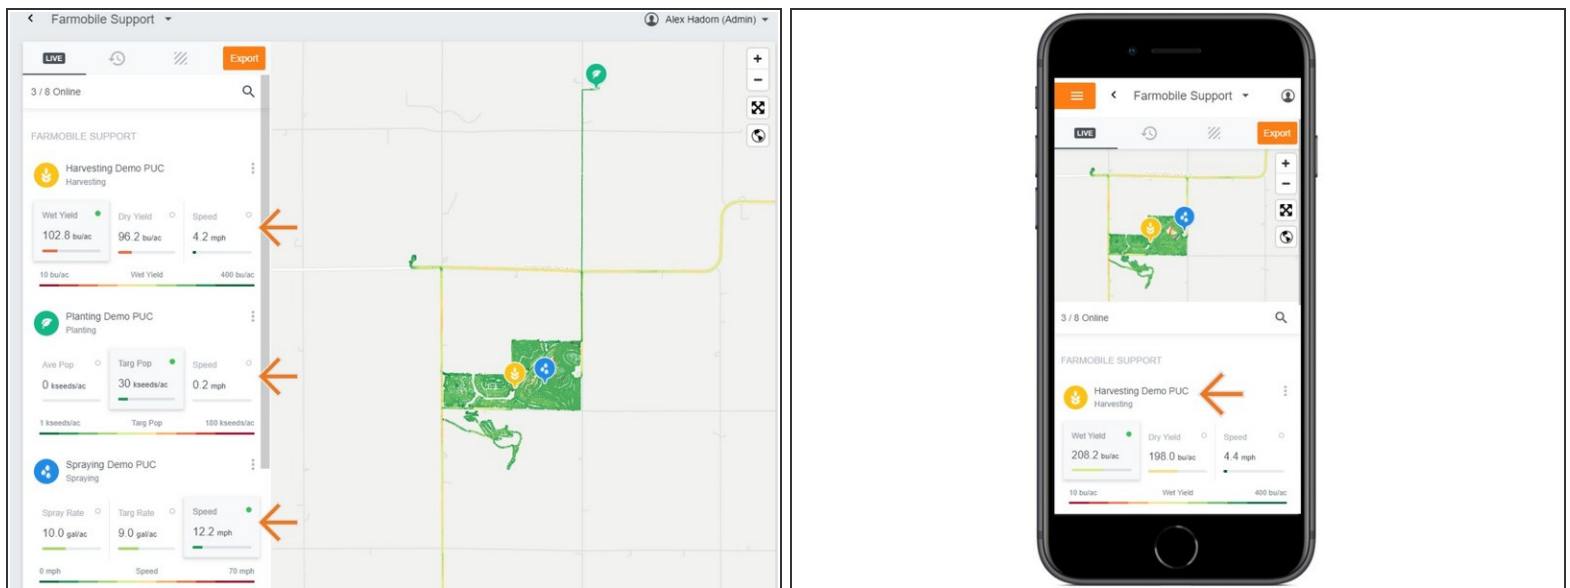 Farmobile Support
Alex Hadom (Admin)
LIVE
Export
3 / 8 Online
FARMOBILE SUPPORT
Harvesting Demo PUC
Harvesting
Wet Yield Dry Yield Speed
102.8 bu/ac 96.2 bu/ac 4.2 mph
10 bu/ac Wet Yield 400 bu/ac
Planting Demo PUC
Planting
Ave Pop Targ Pop Speed
0 kseeds/ac 30 kseeds/ac 0.2 mph
1 kseeds/ac Targ Pop 180 kseeds/ac
Spraying Demo PUC
Spraying
Spray Rate Targ Rate Speed
10.0 gal/ac 9.0 gal/ac 12.2 mph
0 mph Speed 70 mph
Farmobile Support
LIVE
Export
3 / 8 Online
FARMOBILE SUPPORT
Harvesting Demo PUC
Harvesting
Wet Yield Dry Yield Speed
208.2 bu/ac 198.0 bu/ac 4.4 mph
10 bu/ac Wet Yield 400 bu/ac